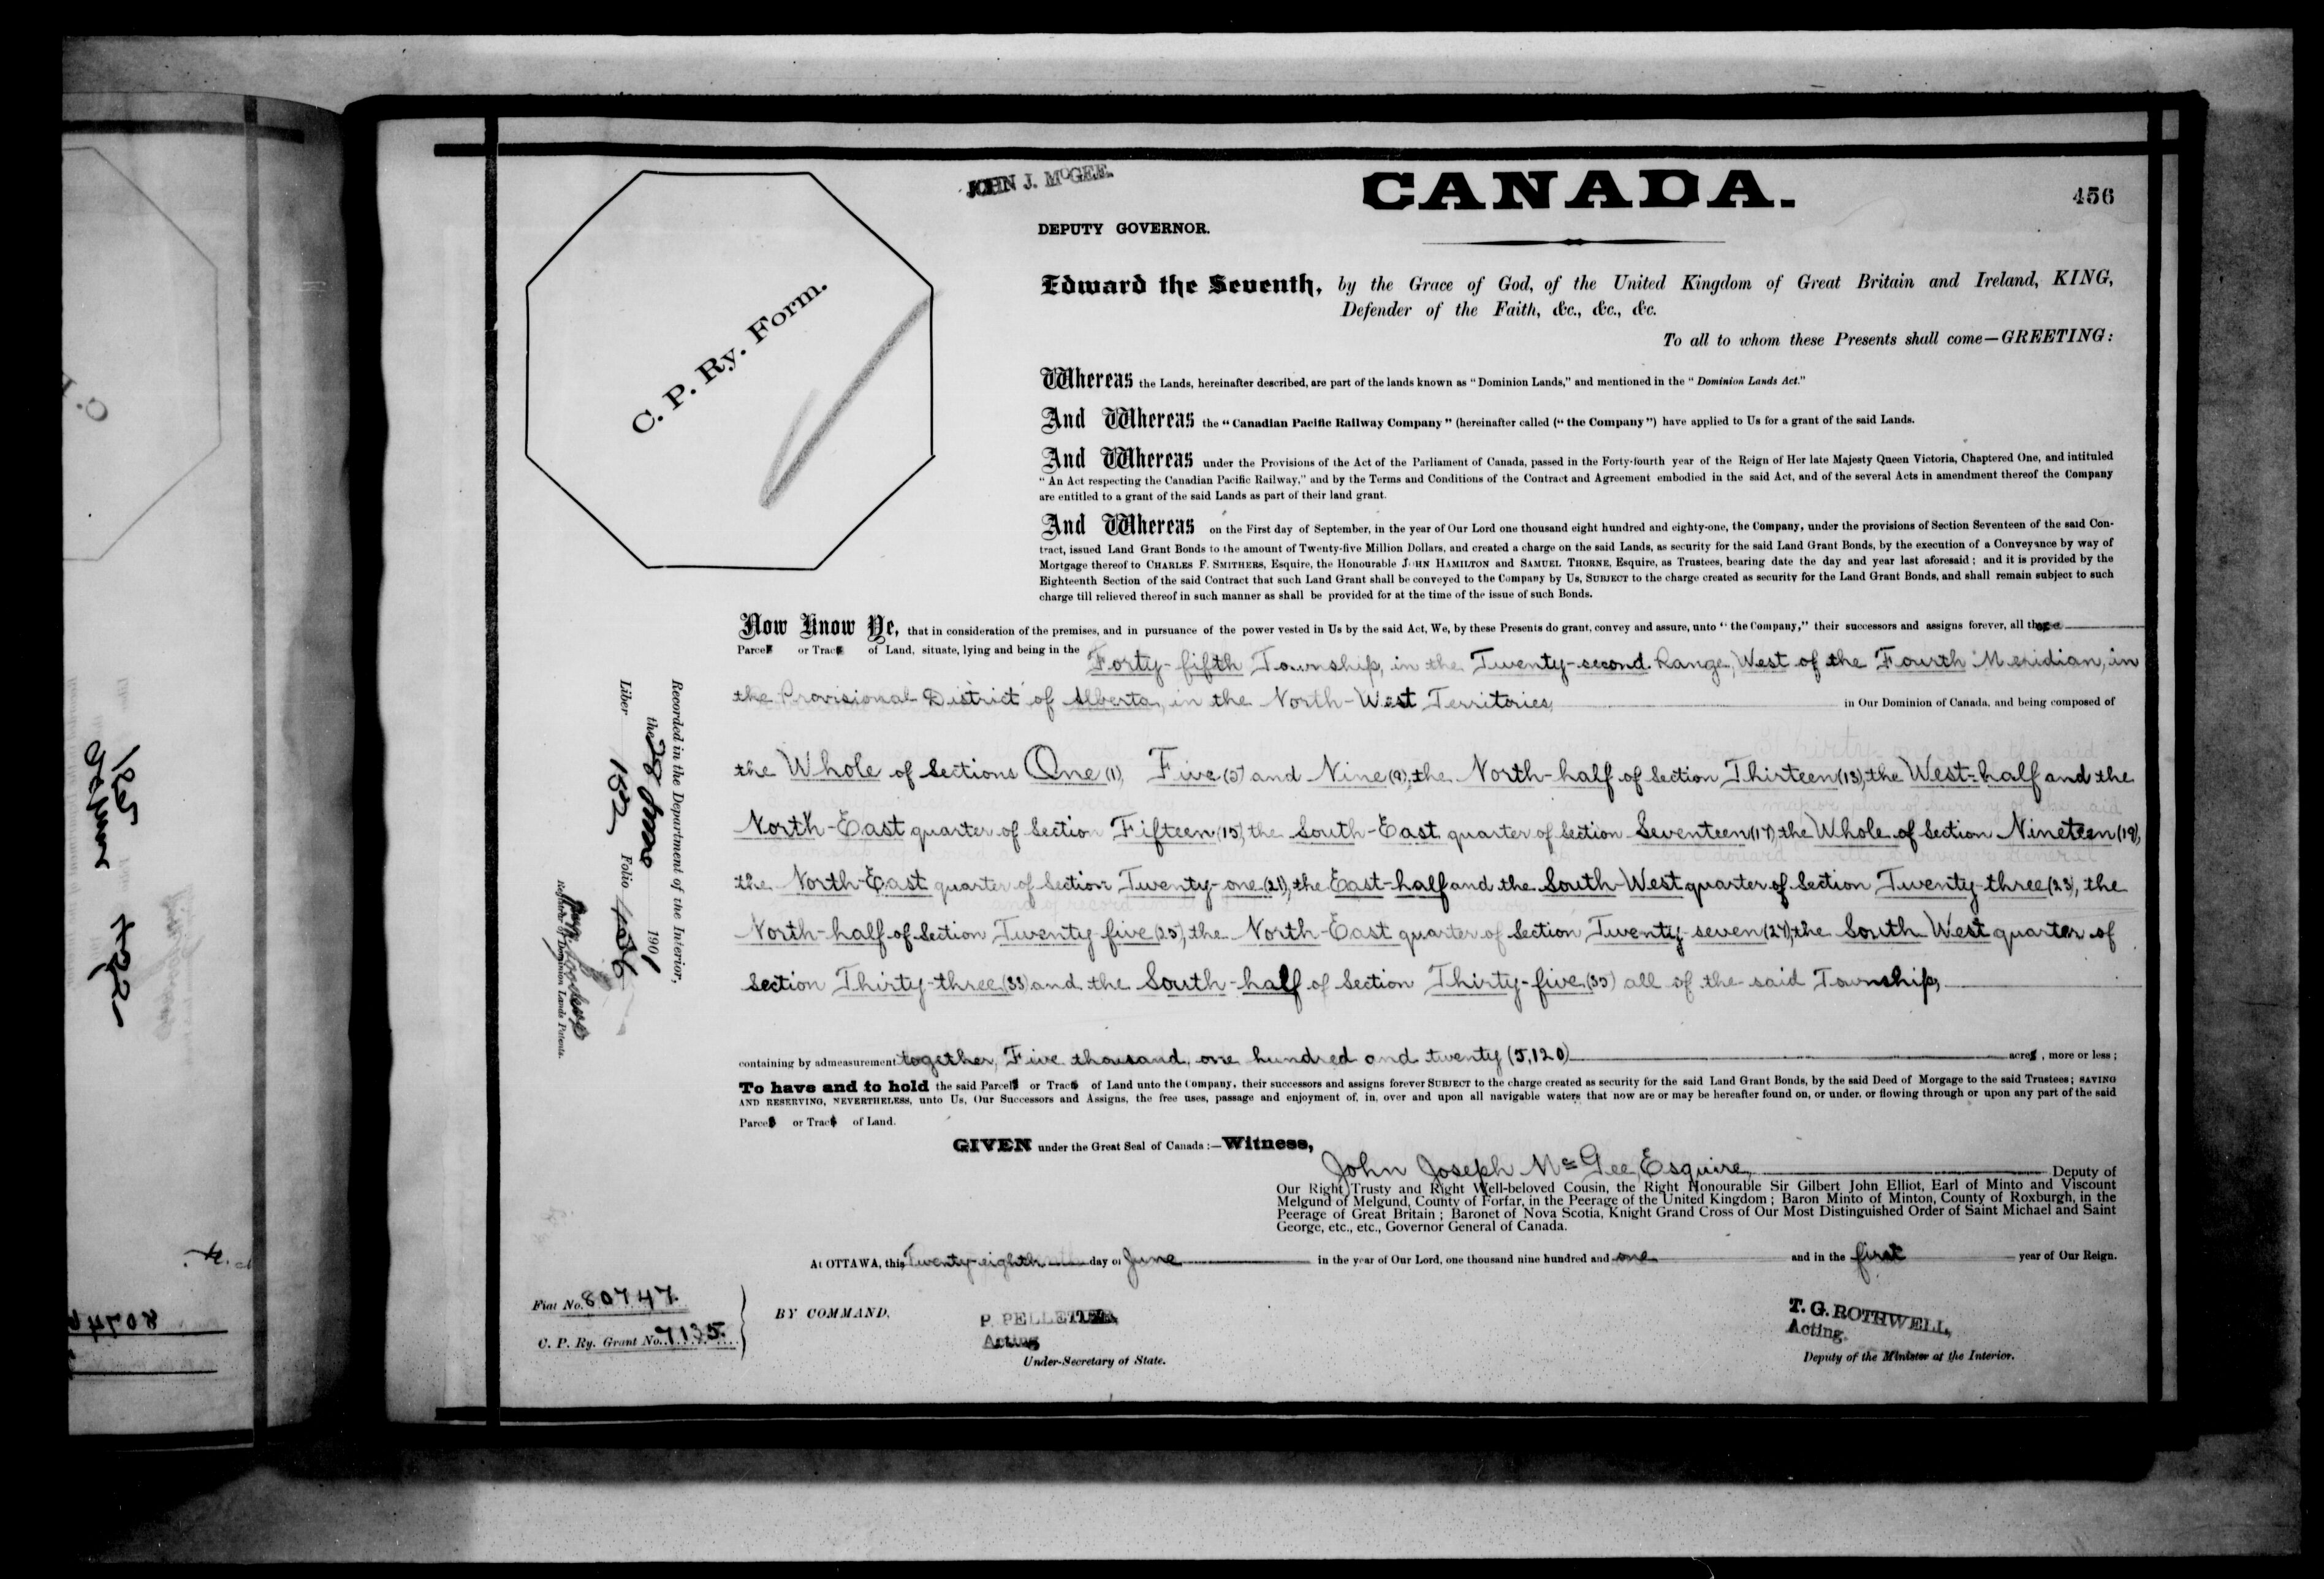 JOHN J. McGEE.
CANADA.
456
DEPUTY GOVERNOR.
C. P. Ry. Form.
Edward the Seventh, by the Grace of God, of the United Kingdom of Great Britain and Ireland, KING,
Defender of the Faith, &c., &c., &c.
To all to whom these Presents shall come—GREETING:
Whereas the Lands, hereinafter described, are part of the lands known as "Dominion Lands," and mentioned in the "Dominion Lands Act."
And Whereas the "Canadian Pacific Railway Company" (hereinafter called ("the Company") have applied to Us for a grant of the said Lands.
And Whereas under the Provisions of the Act of the Parliament of Canada, passed in the Forty-fourth year of the Reign of Her late Majesty Queen Victoria, Chaptered One, and intituled
"An Act respecting the Canadian Pacific Railway," and by the Terms and Conditions of the Contract and Agreement embodied in the said Act, and of the several Acts in amendment thereof the Company
are entitled to a grant of the said Lands as part of their land grant.
And Whereas on the First day of September, in the year of Our Lord one thousand eight hundred and eighty-one, the Company, under the provisions of Section Seventeen of the said Con-
tract, issued Land Grant Bonds to the amount of Twenty-five Million Dollars, and created a charge on the said Lands, as security for the said Land Grant Bonds, by the execution of a Conveyance by way of
Mortgage thereof to CHARLES F. SMITHERS, Esquire, the Honourable JOHN HAMILTON and SAMUEL THORNE, Esquire, as Trustees, bearing date the day and year last aforesaid; and it is provided by the
Eighteenth Section of the said Contract that such Land Grant shall be conveyed to the Company by Us, SUBJECT to the charge created as security for the Land Grant Bonds, and shall remain subject to such
charge till relieved thereof in such manner as shall be provided for at the time of the issue of such Bonds.
Now Know Ye, that in consideration of the premises, and in pursuance of the power vested in Us by the said Act, We, by these Presents do grant, convey and assure, unto "the Company," their successors and assigns forever, all those
Parcels or Tracts of Land, situate, lying and being in the Forty-fifth Township, in the Twenty-second Range, West of the Fourth Meridian, in
the Provisional District of Alberta, in the North-West Territories, in Our Dominion of Canada, and being composed of
the Whole of Sections One (1), Five (5) and Nine (9), the North-half of Section Thirteen (13), the West-half and the
North-East quarter of Section Fifteen (15), the South-East quarter of Section Seventeen (17), the Whole of Section Nineteen (19),
the North-East quarter of Section Twenty-one (21), the East-half and the South-West quarter of Section Twenty-three (23), the
North-half of Section Twenty-five (25), the North-East quarter of Section Twenty-seven (27), the South West quarter of
Section Thirty-three (33) and the South-half of Section Thirty-five (35) all of the said Township,
containing by admeasurement together, Five thousand, one hundred and twenty (5,120) acres, more or less;
To have and to hold the said Parcels or Tracts of Land unto the Company, their successors and assigns forever SUBJECT to the charge created as security for the said Land Grant Bonds, by the said Deed of Morgage to the said Trustees; SAVING
AND RESERVING, NEVERTHELESS, unto Us, Our Successors and Assigns, the free uses, passage and enjoyment of, in, over and upon all navigable waters that now are or may be hereafter found on, or under, or flowing through or upon any part of the said
Parcels or Tracts of Land.
GIVEN under the Great Seal of Canada:—Witness,
John Joseph McGee, Esquire, Deputy of
Our Right Trusty and Right Well-beloved Cousin, the Right Honourable Sir Gilbert John Elliot, Earl of Minto and Viscount
Melgund of Melgund, County of Forfar, in the Peerage of the United Kingdom; Baron Minto of Minton, County of Roxburgh, in the
Peerage of Great Britain; Baronet of Nova Scotia, Knight Grand Cross of Our Most Distinguished Order of Saint Michael and Saint
George, etc., etc., Governor General of Canada.
At OTTAWA, this Twenty-eighth day of June in the year of Our Lord, one thousand nine hundred and one and in the first year of Our Reign.
Fiat No. 80747.
C. P. Ry. Grant No. 7135.
BY COMMAND,
P. PELLETIER,
Acting
Under-Secretary of State.
T. G. ROTHWELL,
Acting.
Deputy of the Minister of the Interior.
Recorded in the Department of the Interior,
the 28 June 1901
Liber 152 Folio 456
Registrar of Dominion Lands Patents.